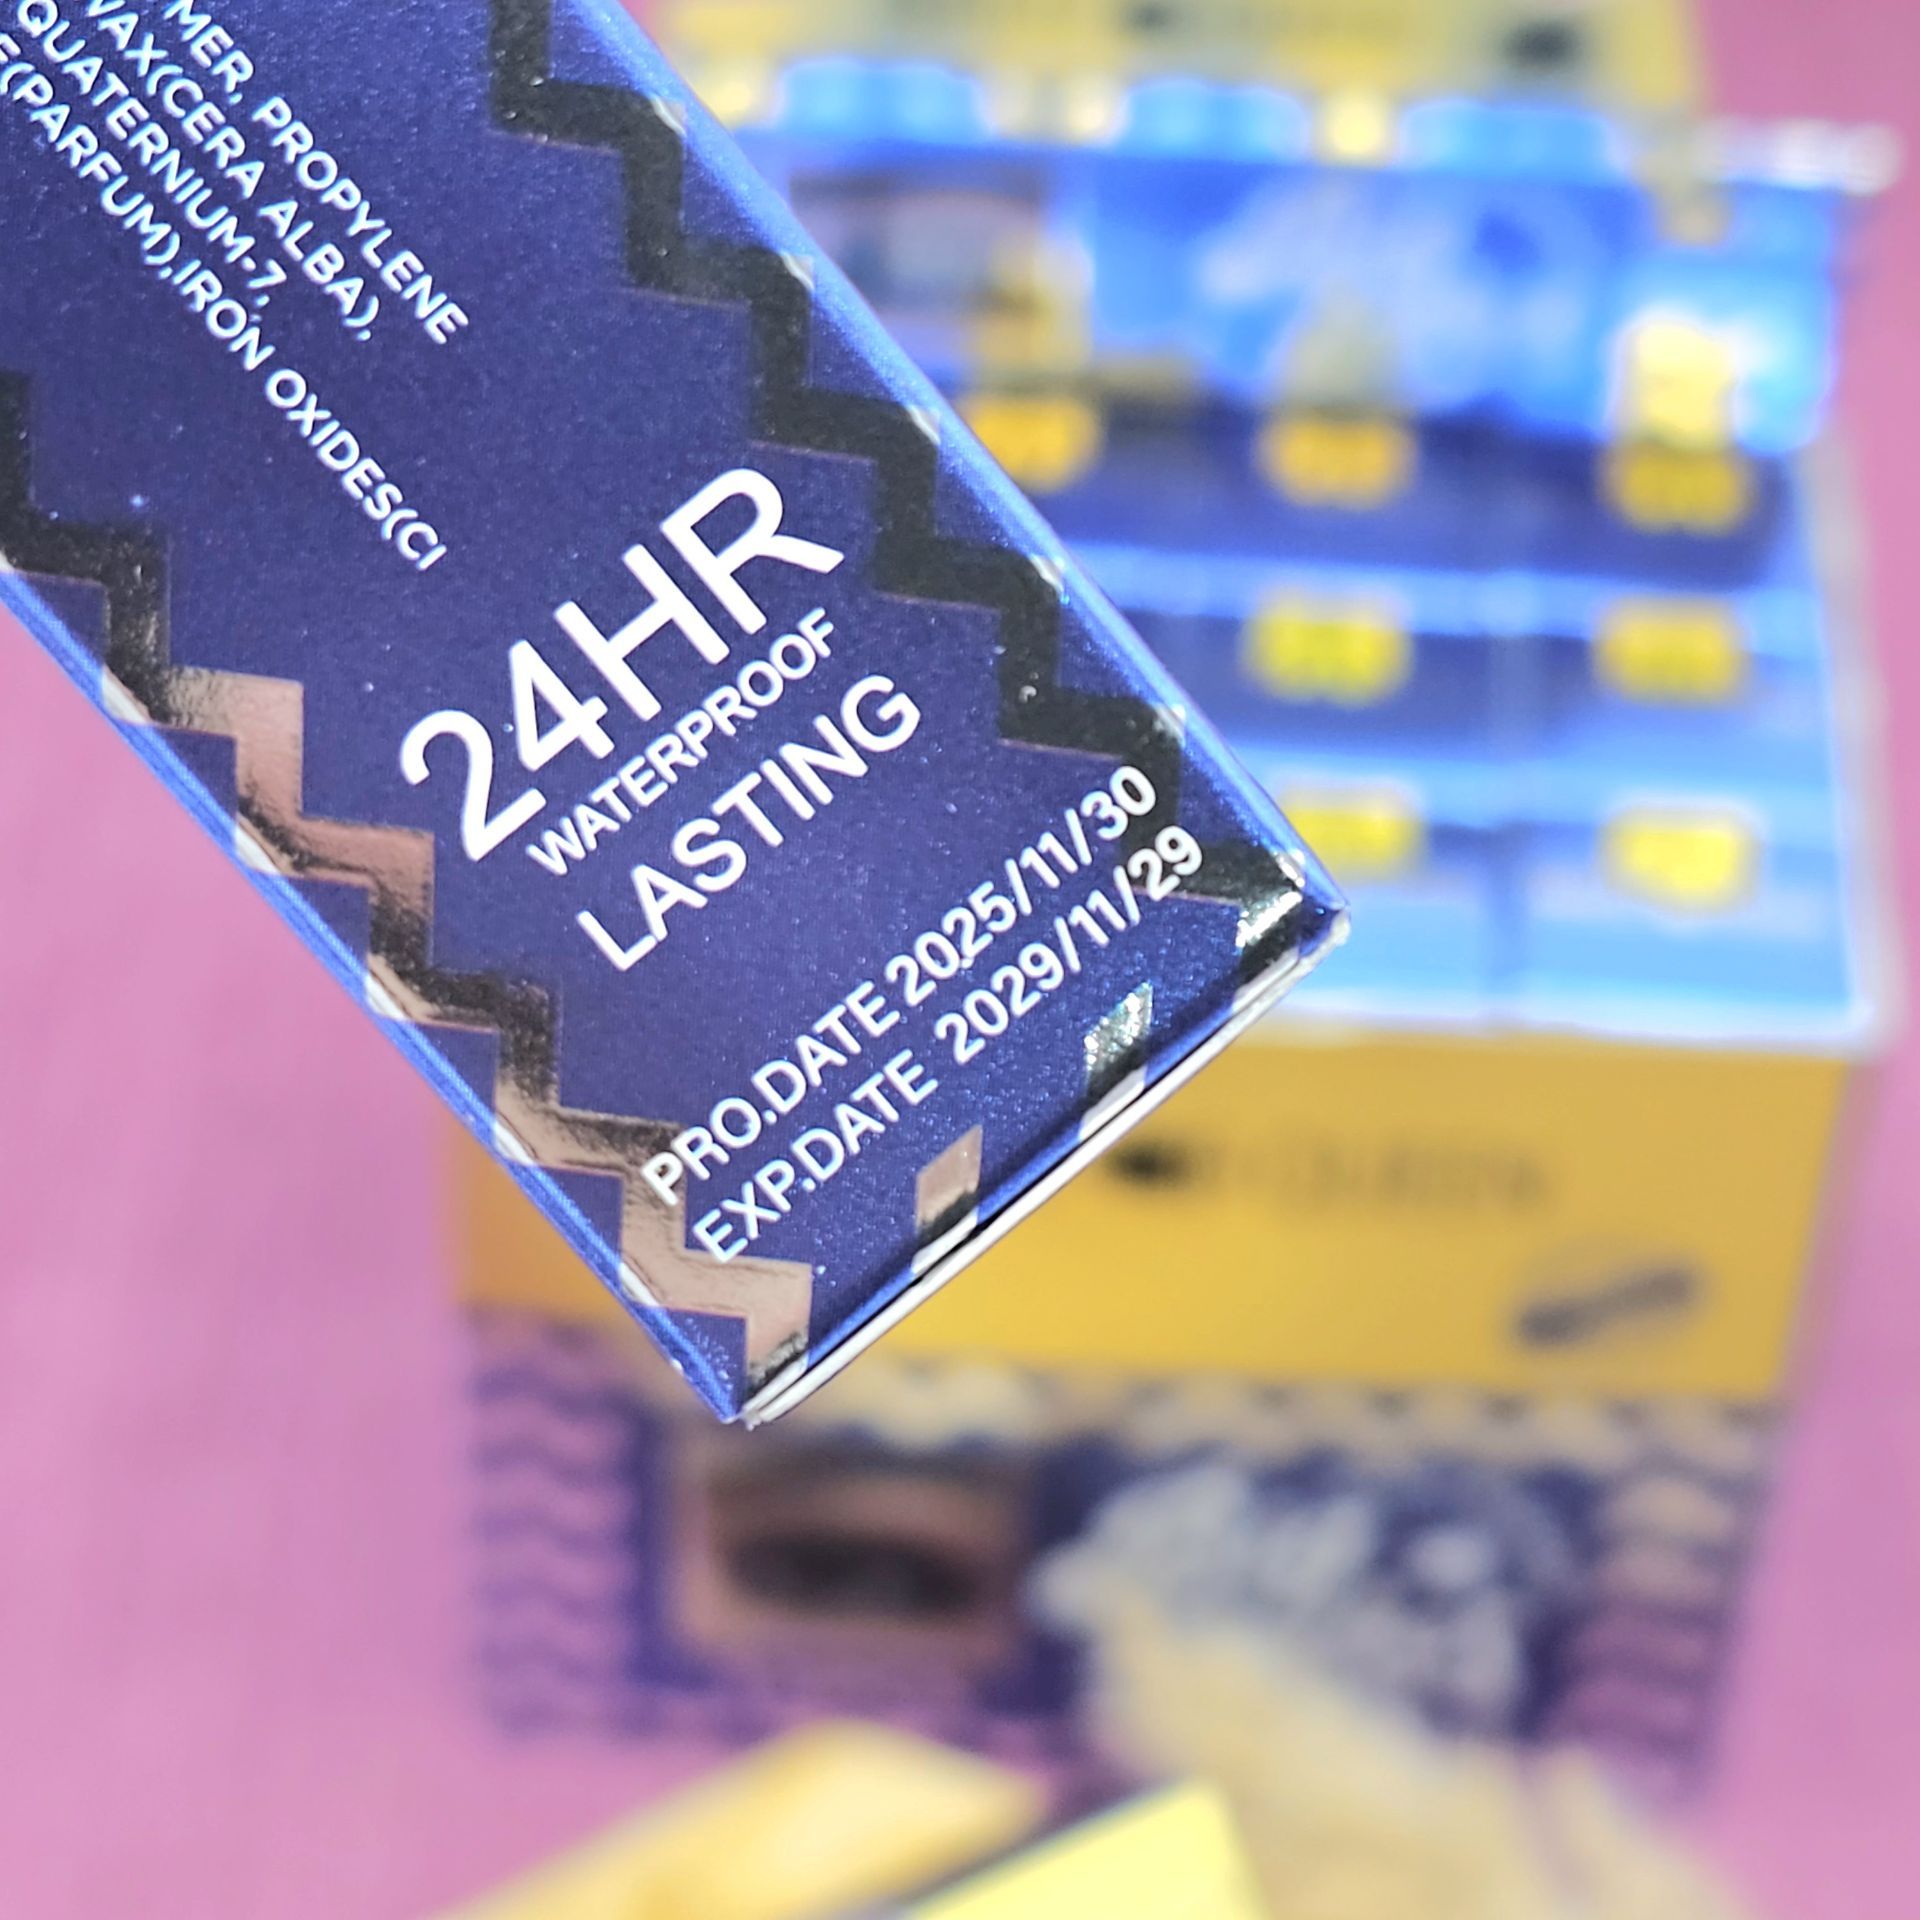 MER, PROPYLENE
WAX(CERA ALBA),
QUATERNIUM-7,
(PARFUM),IRON OXIDES(CI
24HR
WATERPROOF
LASTING
PRO.DATE 2025/11/30
EXP.DATE 2029/11/29